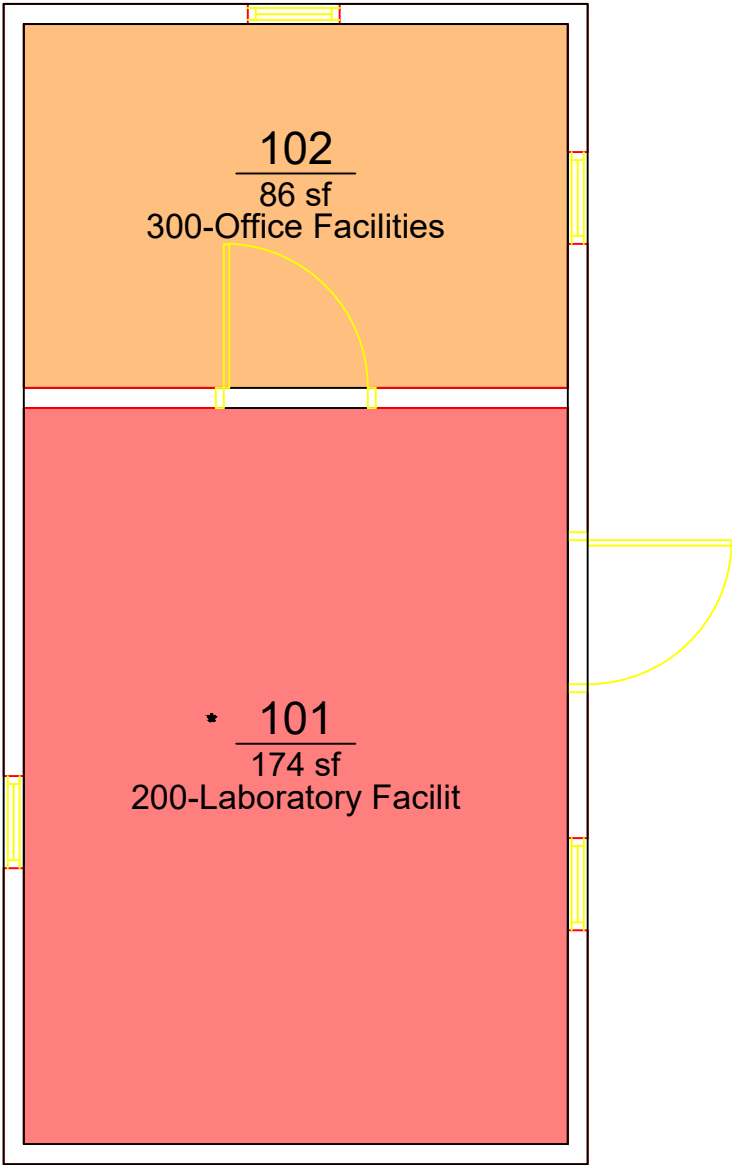 102
86 sf
300-Office Facilities
101
174 sf
200-Laboratory Facilit